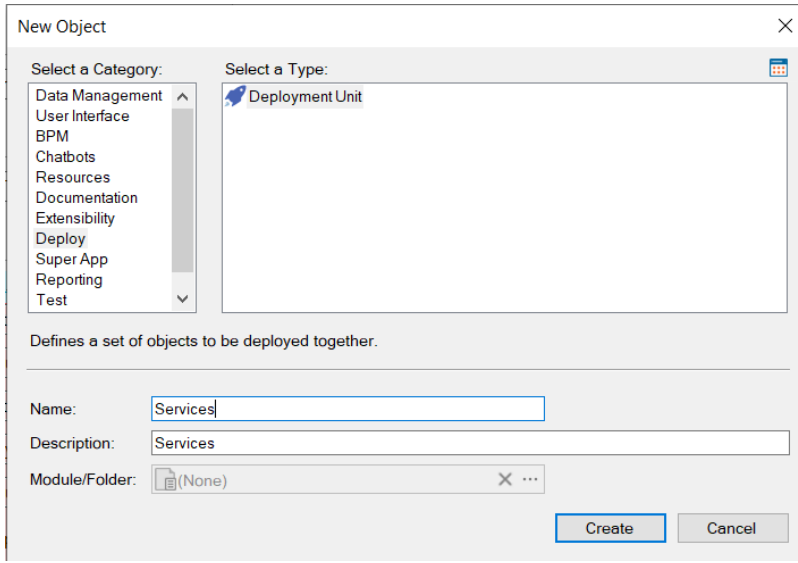 New Object
Select a Category:
Select a Type:
Data Management
User Interface
BPM
Chatbots
Resources
Documentation
Extensibility
Deploy
Super App
Reporting
Test
Deployment Unit
Defines a set of objects to be deployed together.
Name:
Services
Description:
Services
Module/Folder:
(None)
Create
Cancel